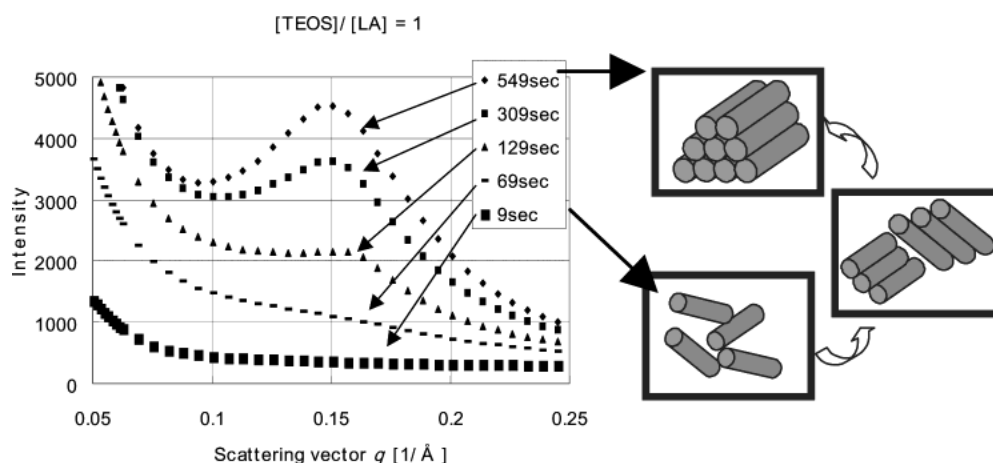 [TEOS]/ [LA] = 1
5000
4000
3000
2000
1000
0
Intensity
0.05
0.1
0.15
0.2
0.25
Scattering vector q [1/ Å ]
549sec
309sec
129sec
69sec
9sec